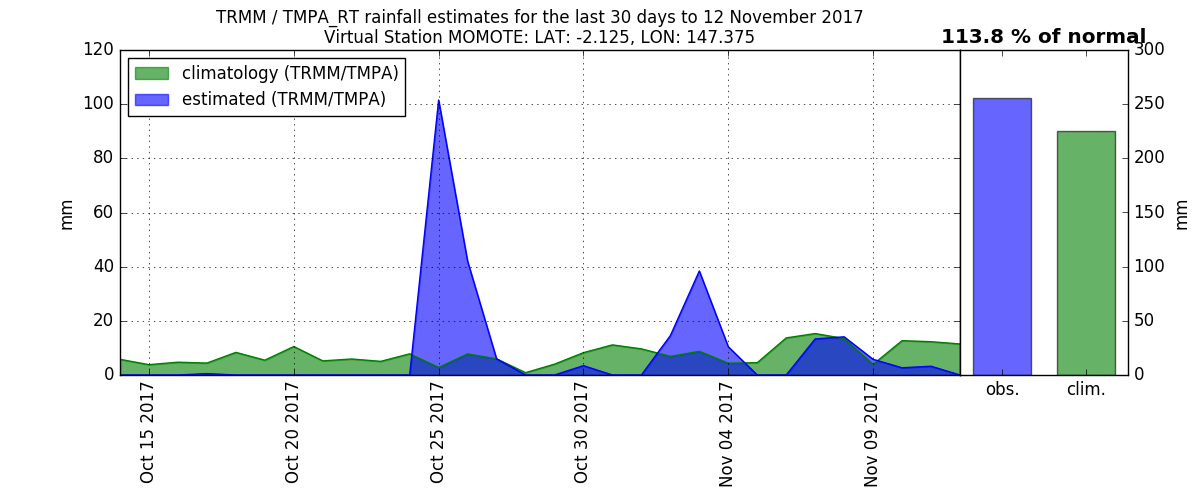 TRMM / TMPA_RT rainfall estimates for the last 30 days to 12 November 2017
Virtual Station MOMOTE: LAT: -2.125, LON: 147.375
113.8 % of normal
climatology (TRMM/TMPA)
estimated (TRMM/TMPA)
120
100
80
60
40
20
0
mm
300
250
200
150
100
50
0
mm
Oct 15 2017
Oct 20 2017
Oct 25 2017
Oct 30 2017
Nov 04 2017
Nov 09 2017
obs.
clim.